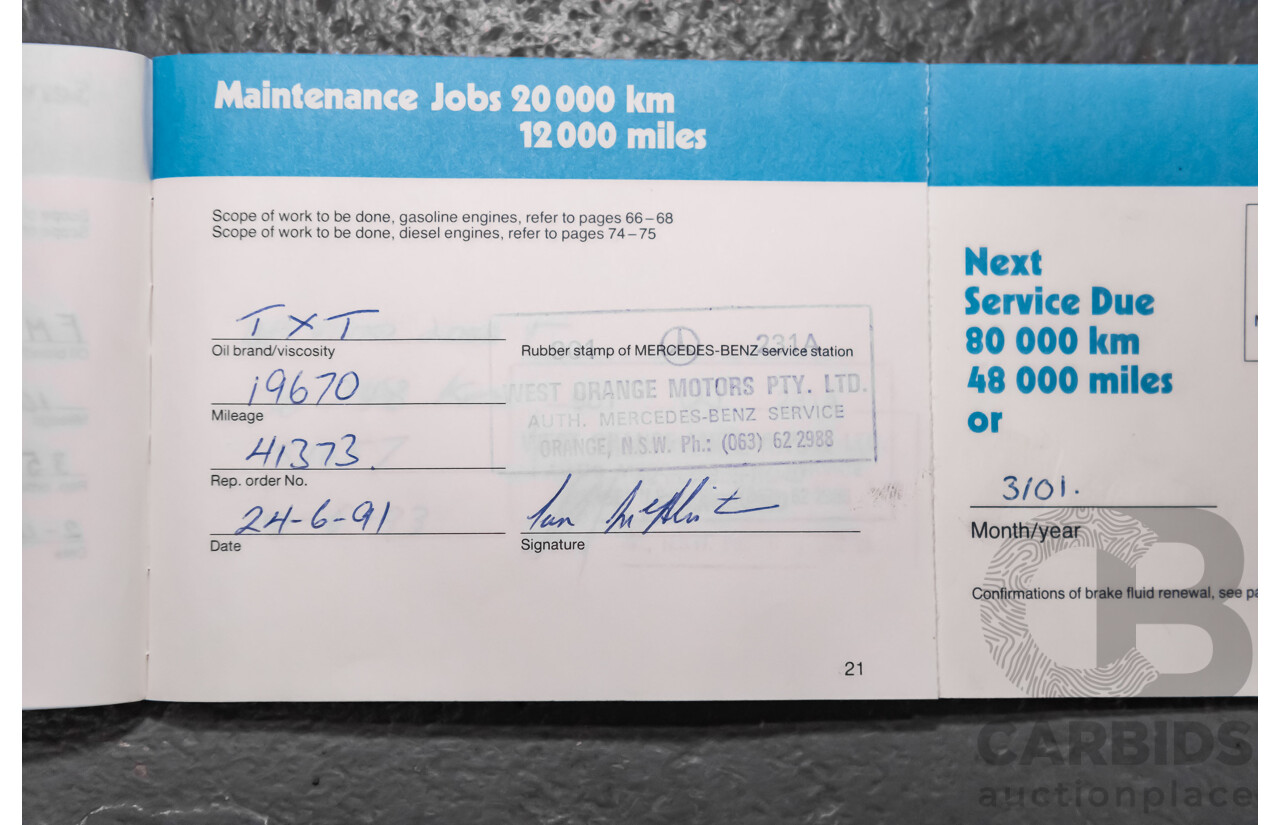 Maintenance Jobs 20 000 km
12 000 miles
Scope of work to be done, gasoline engines, refer to pages 66–68
Scope of work to be done, diesel engines, refer to pages 74–75
TXT
Oil brand/viscosity
19670
Mileage
41373.
Rep. order No.
24-6-91
Date
231A
Rubber stamp of MERCEDES-BENZ service station
WEST ORANGE MOTORS PTY. LTD.
AUTH. MERCEDES-BENZ SERVICE
ORANGE, N.S.W. Ph.: (063) 62 2988
Ian
Signature
21
Next
Service Due
80 000 km
48 000 miles
or
3/01.
Month/year
Confirmations of brake fluid renewal, see pa
CB
CARBIDS
auctionplace